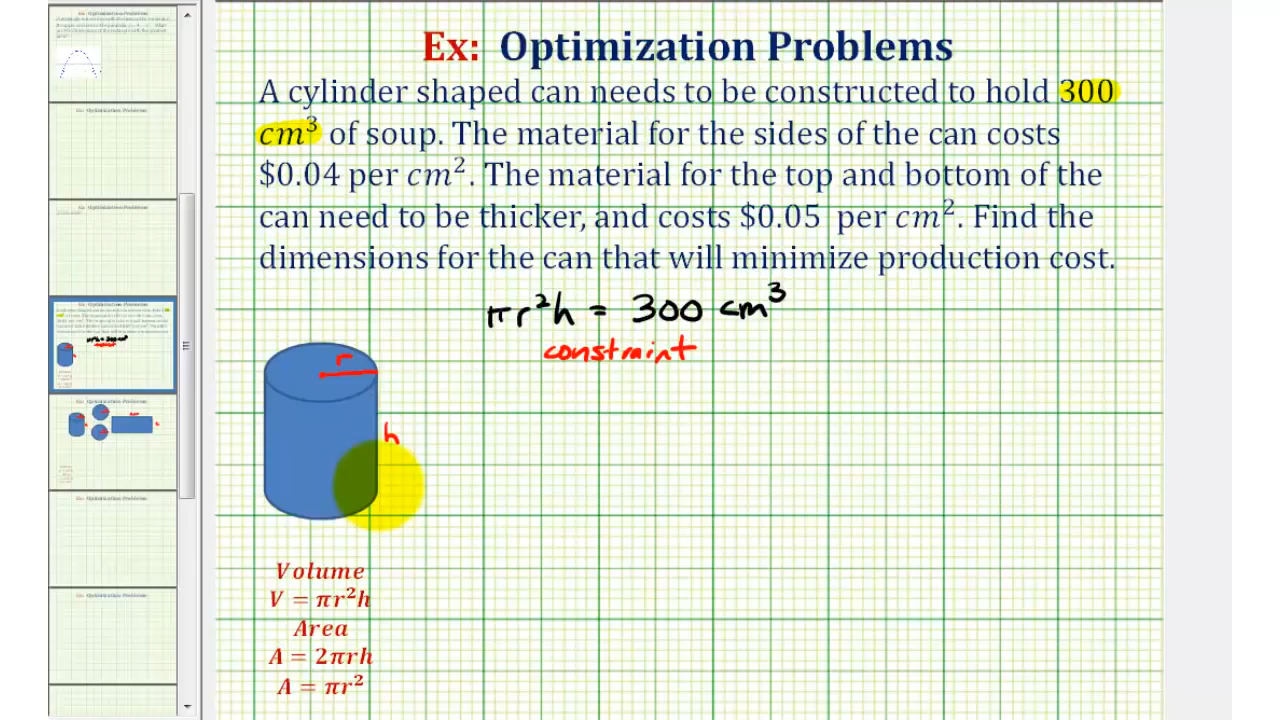 Ex: Optimization Problems
A cylinder shaped can needs to be constructed to hold 300
cm³ of soup. The material for the sides of the can costs
$0.04 per cm². The material for the top and bottom of the
can need to be thicker, and costs $0.05 per cm². Find the
dimensions for the can that will minimize production cost.
πr²h = 300 cm³
constraint
r
h
Volume
V = πr²h
Area
A = 2πrh
A = πr²